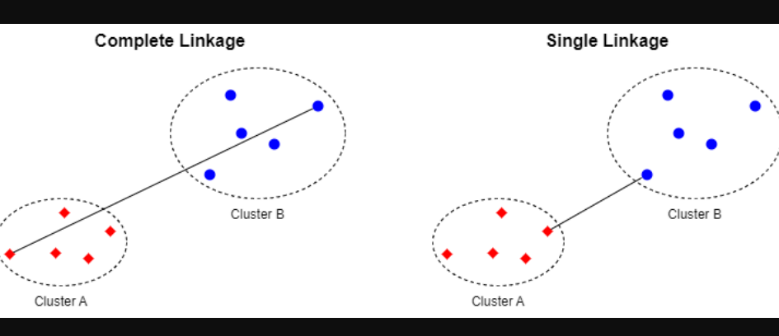 Complete Linkage
Single Linkage
Cluster B
Cluster B
Cluster A
Cluster A